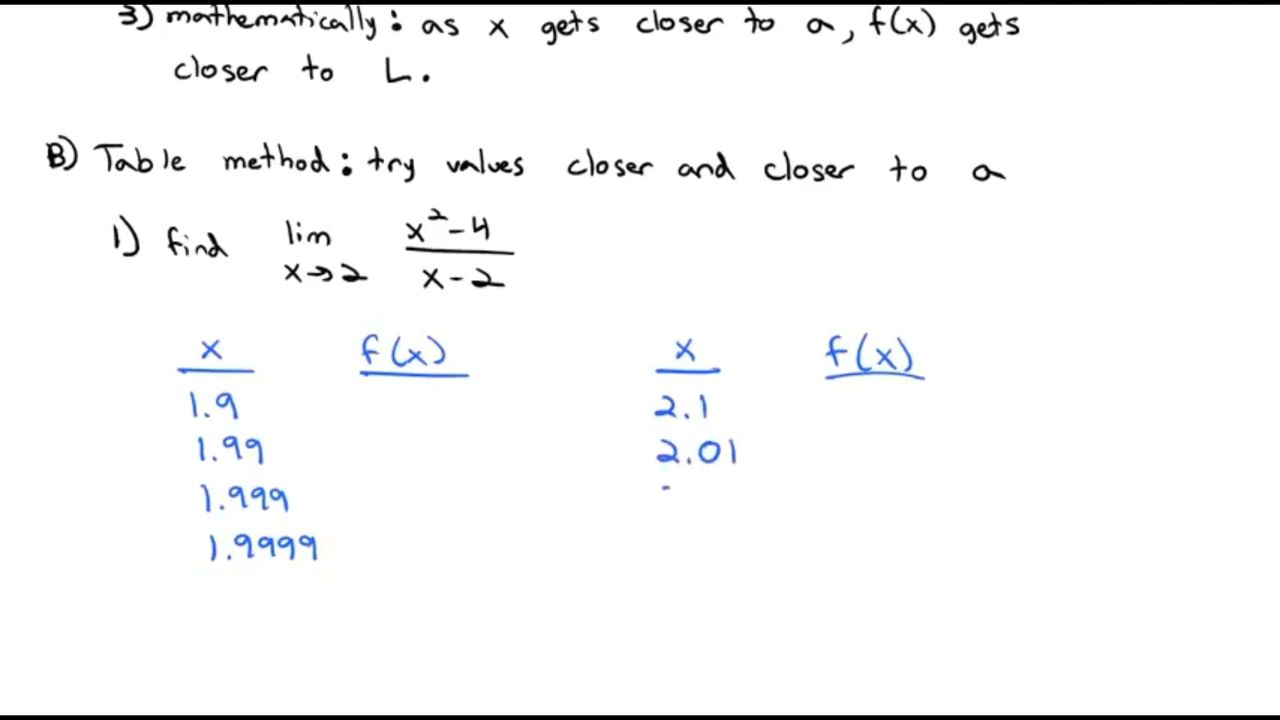 3) mathematically: as x gets closer to a, f(x) gets
closer to L.
B) Table method: try values closer and closer to a
1) find lim x→2 x²-4 / x-2
x f(x) x f(x)
1.9 2.1
1.99 2.01
1.999
1.9999